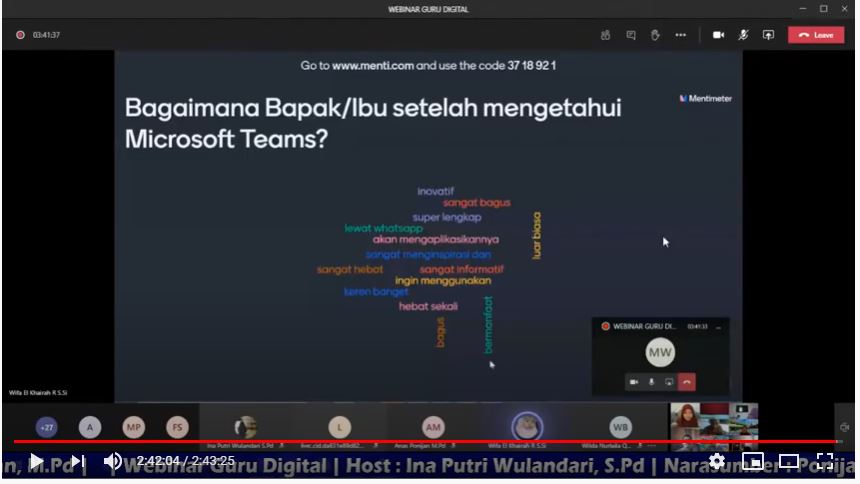 WEBINAR GURU DIGITAL
03:41:37
Leave
Go to www.menti.com and use the code 37 18 92 1
Bagaimana Bapak/Ibu setelah mengetahui
Microsoft Teams?
Mentimeter
inovatif
sangat bagus
super lengkap
luar biasa
lewat whatsapp
akan mengaplikasikannya
sangat menginspirasi dan
sangat hebat
sangat informatif
ingin menggunakan
keren banget
hebat sekali
bagus
bermanfaat
WEBINAR GURU DI... 03:41:33 ...
MW
Wifa El Khairah R S.Si
+27
A
MP
FS
L
AM
WB
Ina Putri Wulandari S.Pd
Anas Ponijan M.Pd
Wifa El Khairah R S.Si
Wilda Nurlaila Q...
2:42:04 / 2:43:25
an, M.Pd | Webinar Guru Digital | Host : Ina Putri Wulandari, S.Pd | Narasumber : Ponija